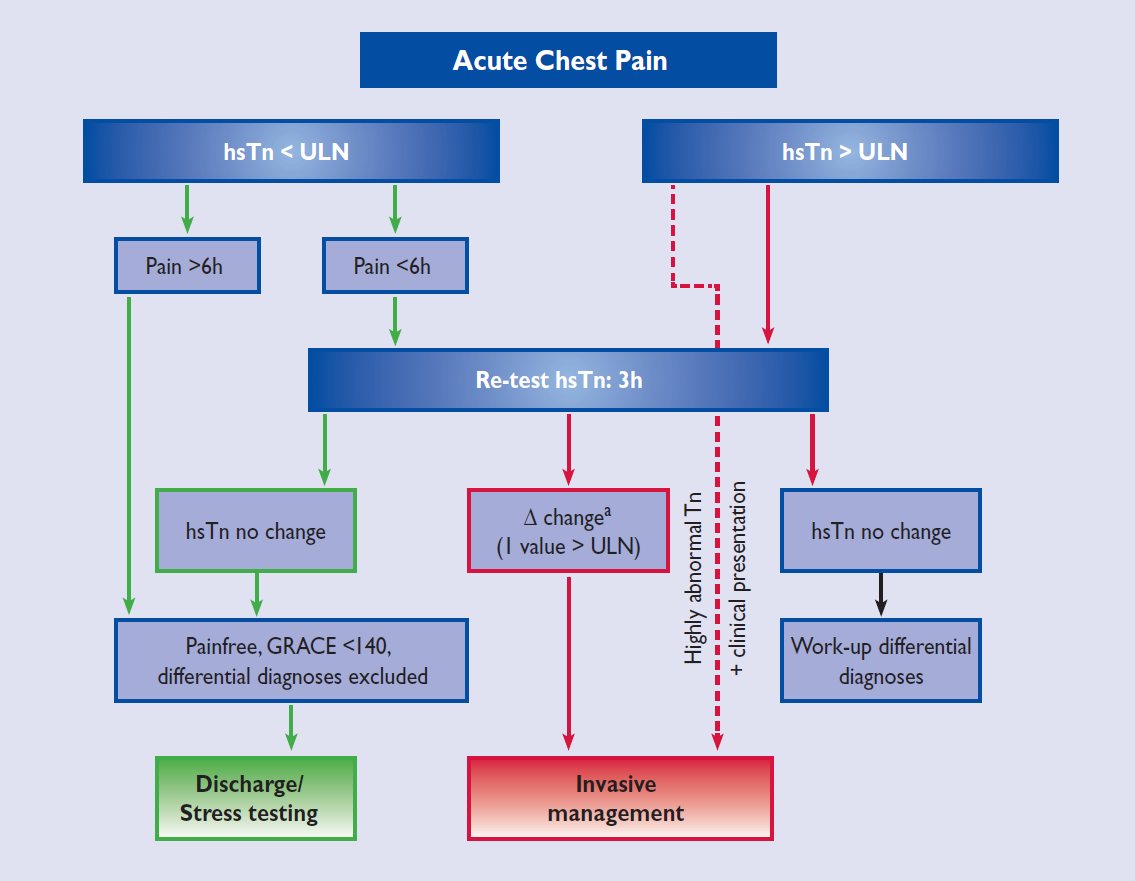 Acute Chest Pain
hsTn < ULN
hsTn > ULN
Pain >6h
Pain <6h
Re-test hsTn: 3h
hsTn no change
Δ changeª
(1 value > ULN)
Highly abnormal Tn
+ clinical presentation
hsTn no change
Painfree, GRACE <140,
differential diagnoses excluded
Work-up differential
diagnoses
Discharge/
Stress testing
Invasive
management